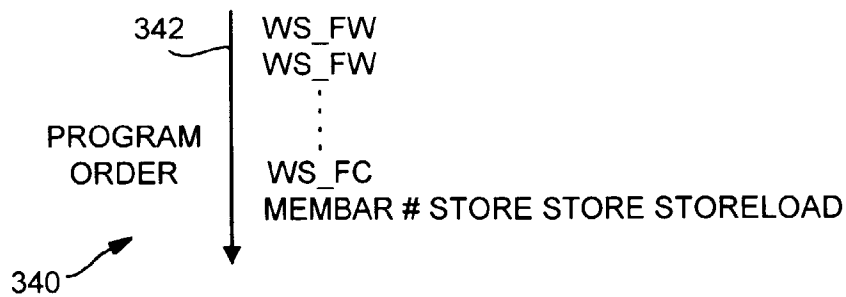 342
WS_FW
WS_FW
PROGRAM
ORDER
WS_FC
MEMBAR # STORE STORE STORELOAD
340